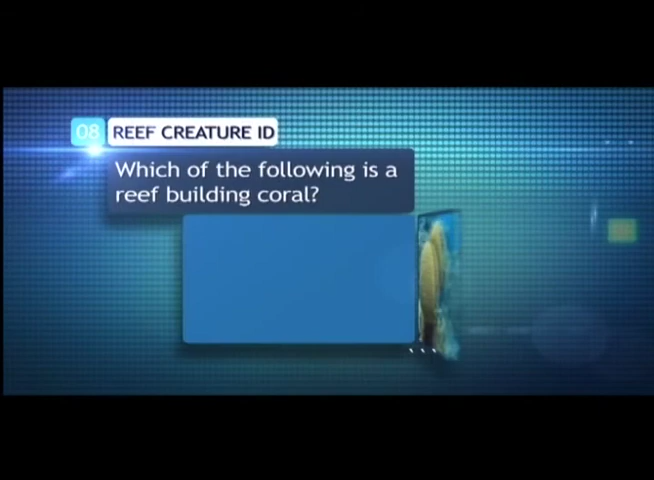 08 REEF CREATURE ID
Which of the following is a
reef building coral?